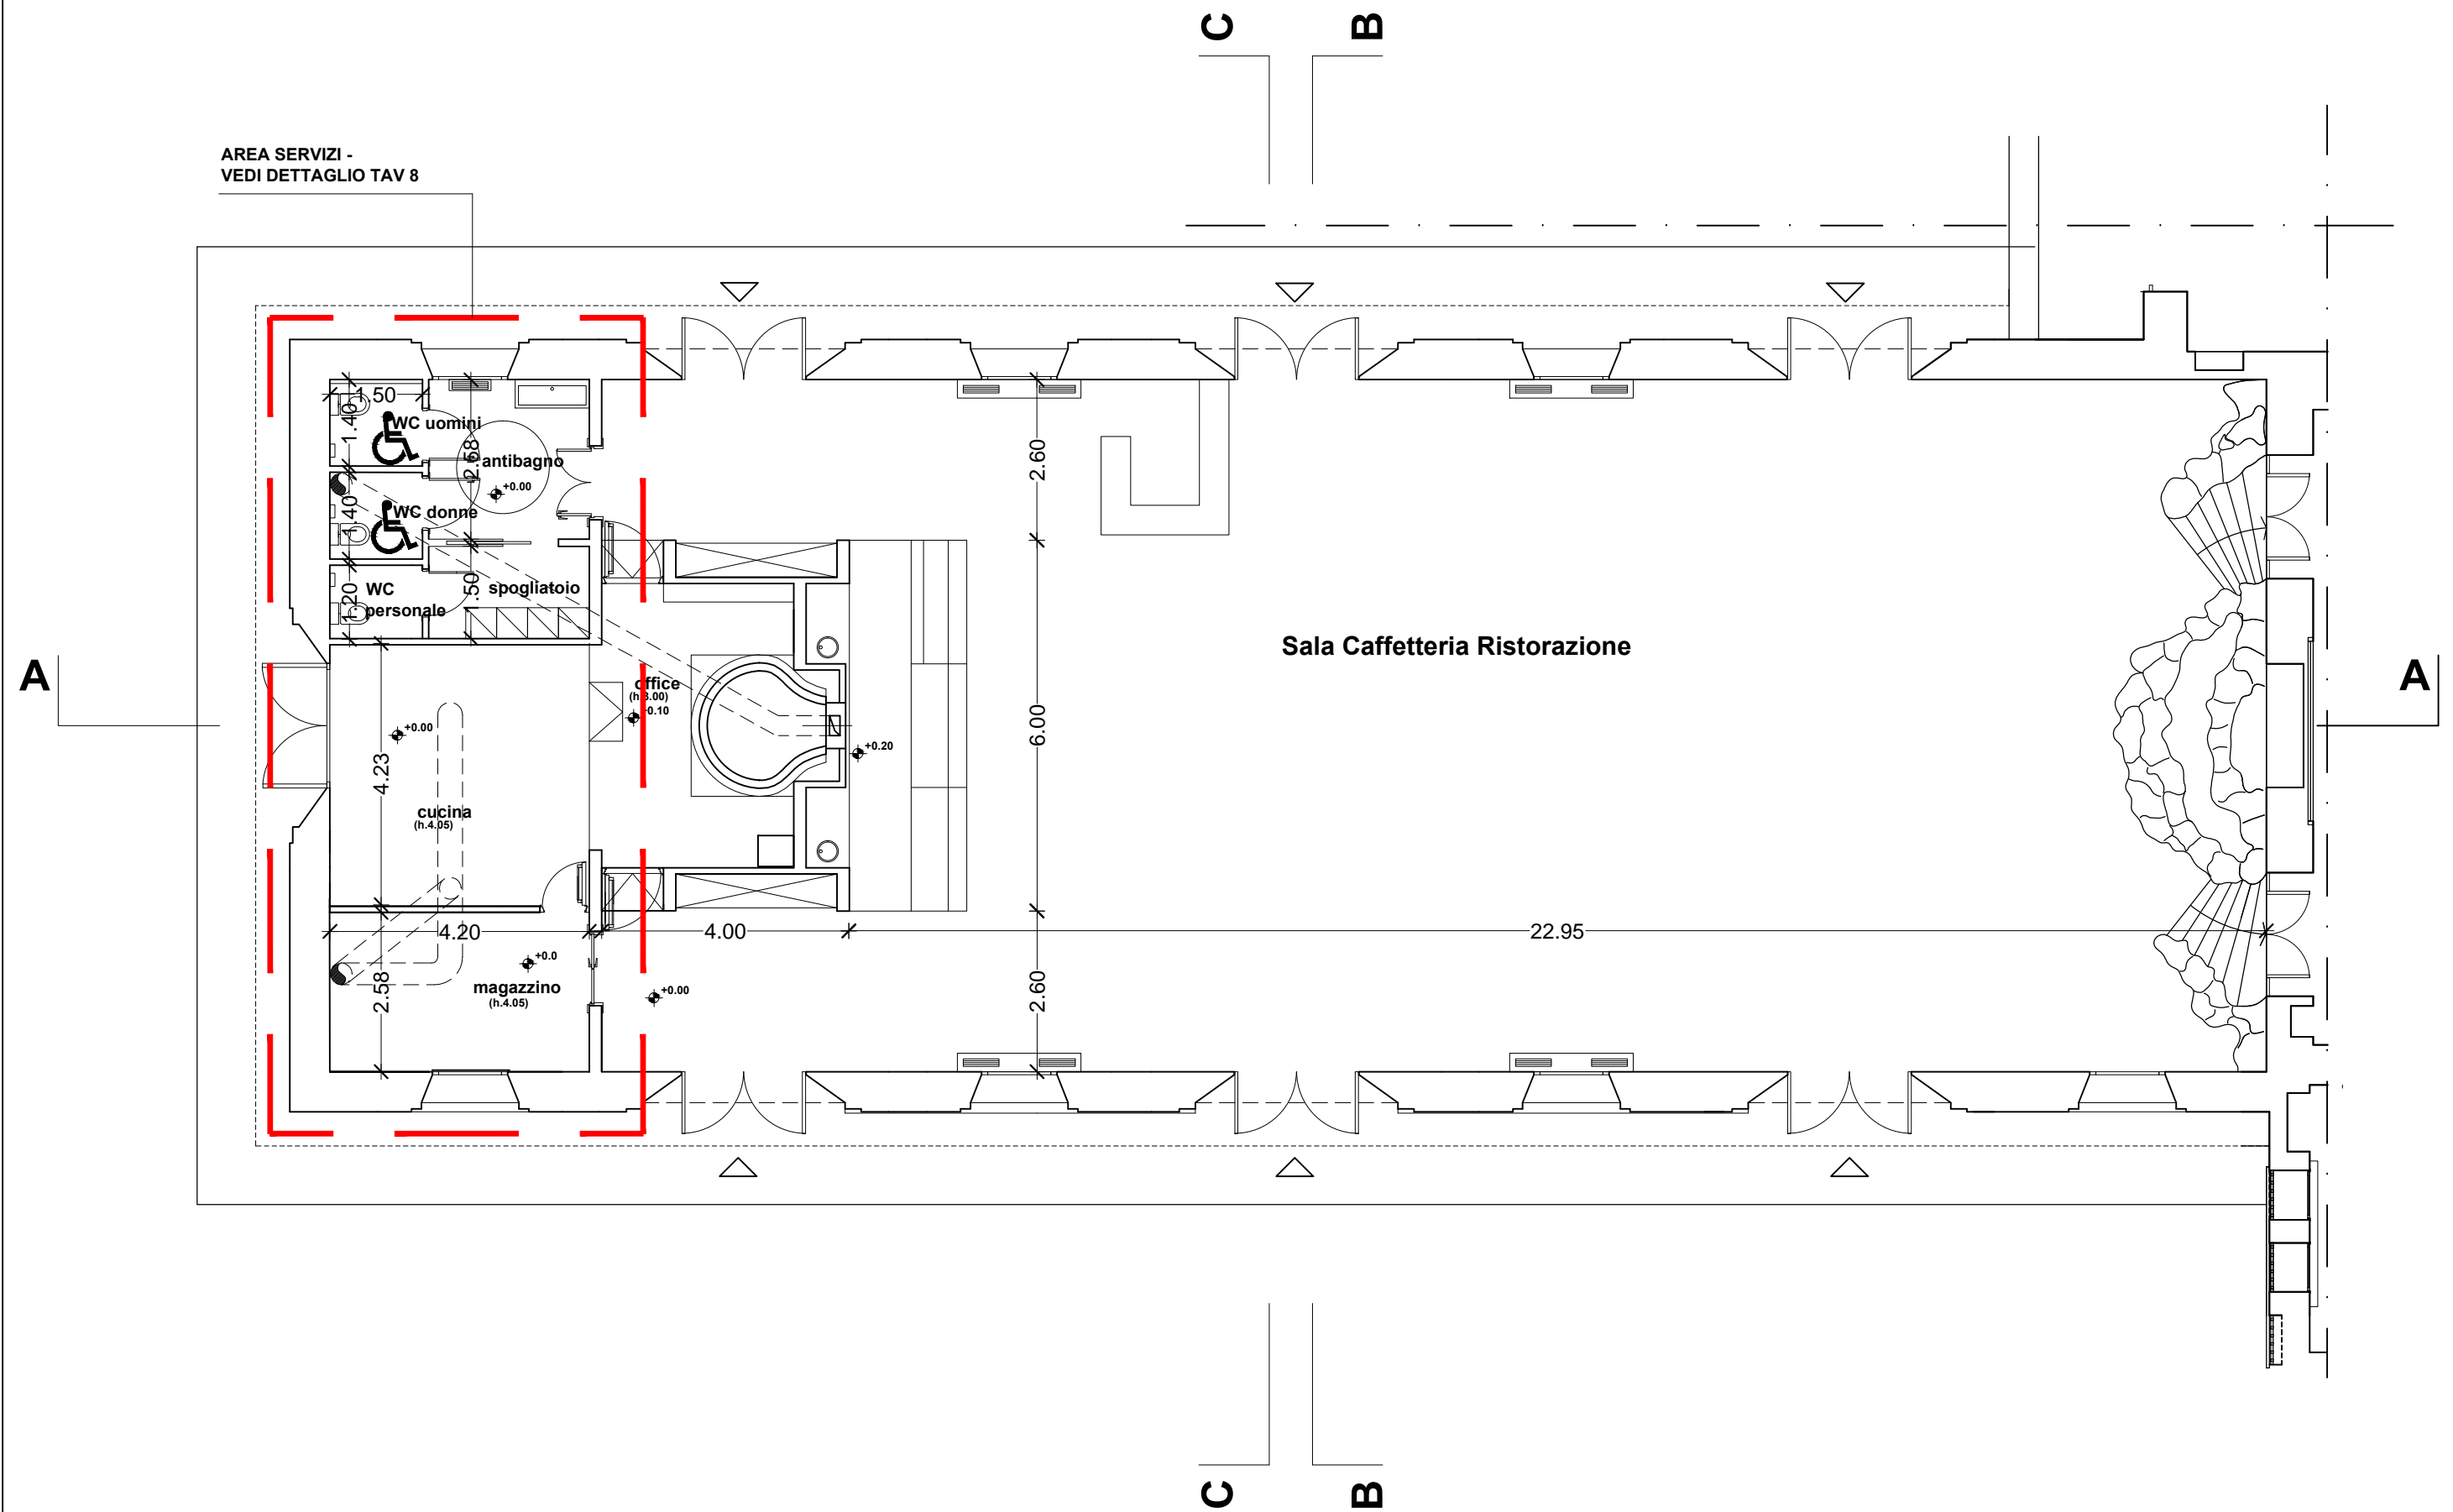 C
B
AREA SERVIZI -
VEDI DETTAGLIO TAV 8
1.50
1.40
WC uomini
2.58
antibagno
+0.00
1.40
WC donne
2.60
1.20
WC
personale
1.50
spogliatoio
Sala Caffetteria Ristorazione
A
A
office
(h.3.00)
+0.00
+0.20
6.00
4.23
cucina
(h.4.05)
4.20
4.00
22.95
+0.0
2.58
magazzino
(h.4.05)
+0.00
2.60
C
B